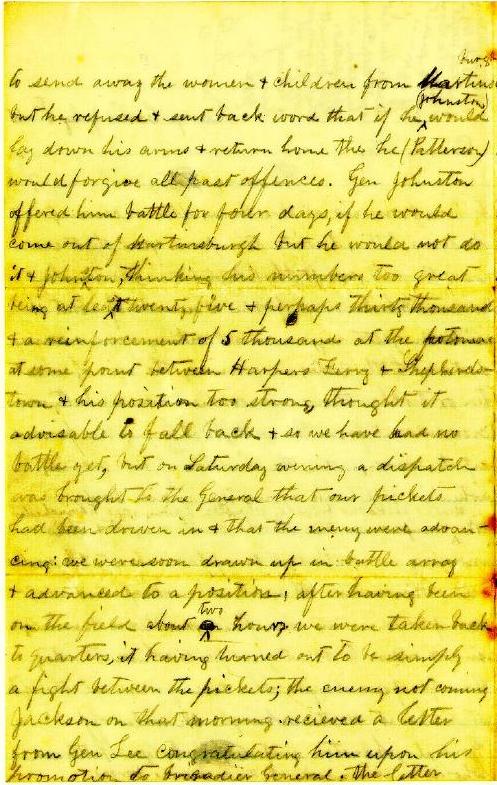 to send away the women + children from Martins
burgh
but he refused + sent back word that if he (Johnston) would
lay down his arms + return home the he (Patterson)
would forgive all past offences. Gen Johnston
offered him battle for four days, if he would
come out of Martinsburgh but he would not do
it + Johnston, thinking his numbers too great
being at least twenty five + perhaps thirty thousand
+ a reinforcement of 5 thousands at the potomac
at some point between Harpers Ferry + Shepherds-
town + his position too strong, thought it
advisable to fall back + so we have had no
battle yet, but on Saturday evening a dispatch
was brought to the General that our pickets
had been driven in + that the enemy were advan
cing: we were soon drawn up in battle array
+ advanced to a position; after having been
on the field about two hours we were taken back
to quarters, it having turned out to be simply
a fight between the pickets; the enemy not coming
Jackson on that morning recieved a letter
from Gen Lee congratulating him upon his
promotion to brigadier General. the letter